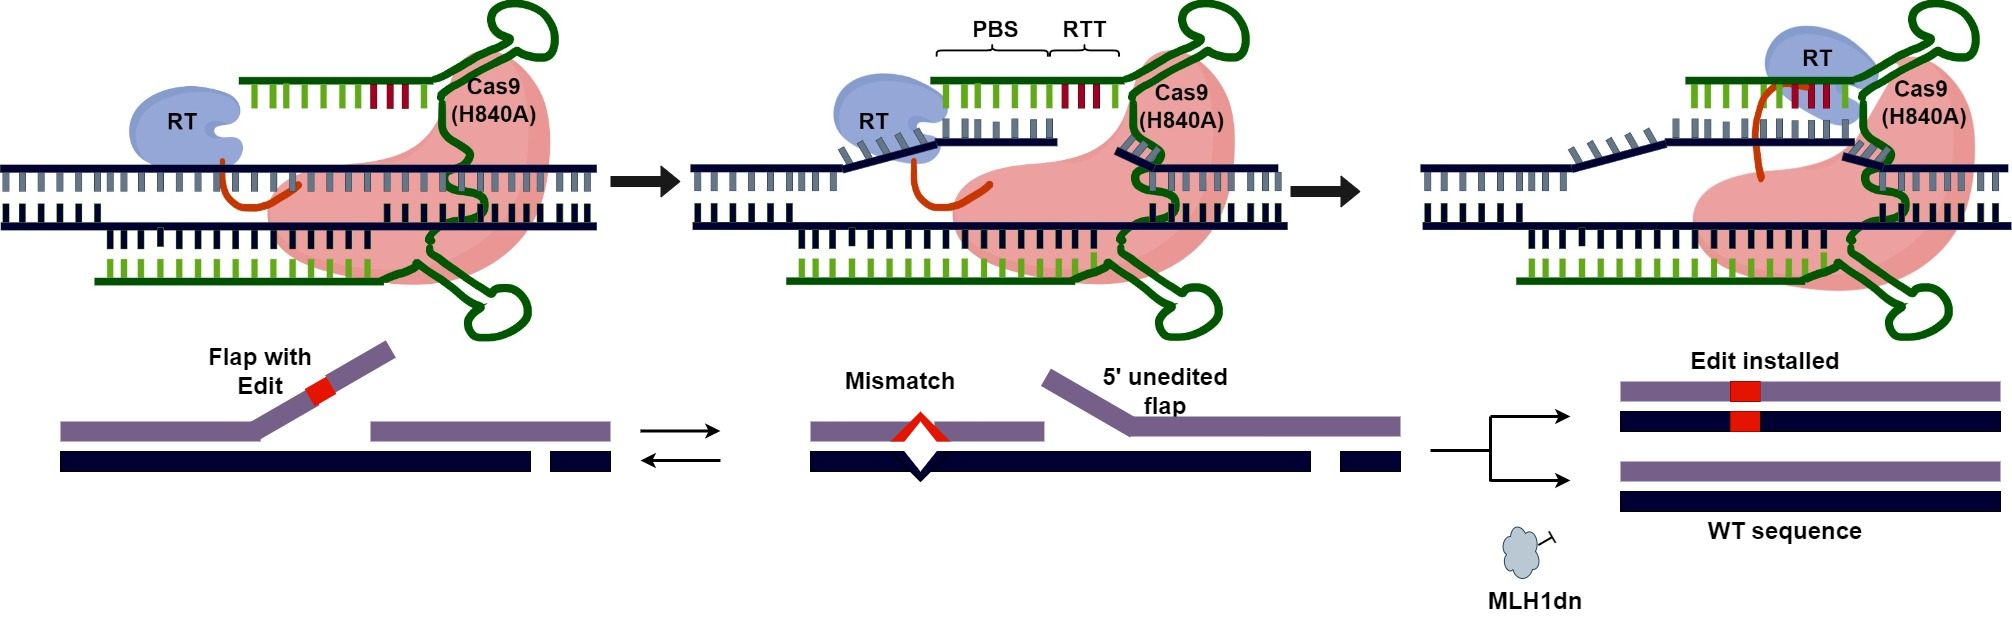 RT
Cas9
(H840A)
PBS
RTT
RT
Cas9
(H840A)
RT
Cas9
(H840A)
Flap with
Edit
Mismatch
5' unedited
flap
Edit installed
WT sequence
MLH1dn